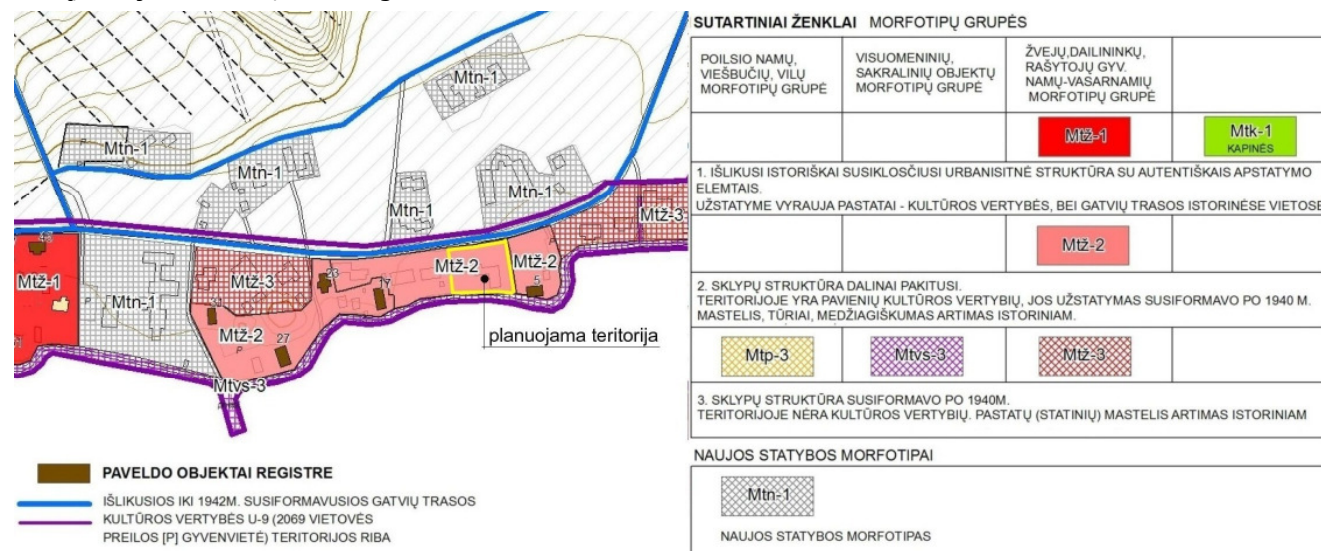 Mtn-1
Mtn-1
Mtn-1
Mtn-1
Mtn-1
Mtž-3
42
Mtž-1
Mtn-1
P
Mtž-3
23
17
Mtž-2
Mtž-2
5
31
Mtž-2
P
27
Mtvs-3
planuojama teritorija
PAVELDO OBJEKTAI REGISTRE
IŠLIKUSIOS IKI 1942M. SUSIFORMAVUSIOS GATVIŲ TRASOS
KULTŪROS VERTYBĖS U-9 (2069 VIETOVĖS
PREILOS [P] GYVENVIETĖ) TERITORIJOS RIBA
SUTARTINIAI ŽENKLAI MORFOTIPŲ GRUPĖS
POILSIO NAMŲ,
VIEŠBUČIŲ, VILŲ
MORFOTIPŲ GRUPĖ
VISUOMENINIŲ,
SAKRALINIŲ OBJEKTŲ
MORFOTIPŲ GRUPĖ
ŽVEJŲ,DAILININKŲ,
RAŠYTOJŲ GYV.
NAMŲ-VASARNAMIŲ
MORFOTIPŲ GRUPĖ
Mtž-1
Mtk-1
KAPINĖS
1. IŠLIKUSI ISTORIŠKAI SUSIKLOSČIUSI URBANISITNĖ STRUKTŪRA SU AUTENTIŠKAIS APSTATYMO
ELEMTAIS.
UŽSTATYME VYRAUJA PASTATAI - KULTŪROS VERTYBĖS, BEI GATVIŲ TRASOS ISTORINĖSE VIETOSE
Mtž-2
2. SKLYPŲ STRUKTŪRA DALINAI PAKITUSI.
TERITORIJOJE YRA PAVIENIŲ KULTŪROS VERTYBIŲ, JOS UŽSTATYMAS SUSIFORMAVO PO 1940 M.
MASTELIS, TŪRIAI, MEDŽIAGIŠKUMAS ARTIMAS ISTORINIAM.
Mtp-3
Mtvs-3
Mtž-3
3. SKLYPŲ STRUKTŪRA SUSIFORMAVO PO 1940M.
TERITORIJOJE NĖRA KULTŪROS VERTYBIŲ. PASTATŲ (STATINIŲ) MASTELIS ARTIMAS ISTORINIAM
NAUJOS STATYBOS MORFOTIPAI
Mtn-1
NAUJOS STATYBOS MORFOTIPAS